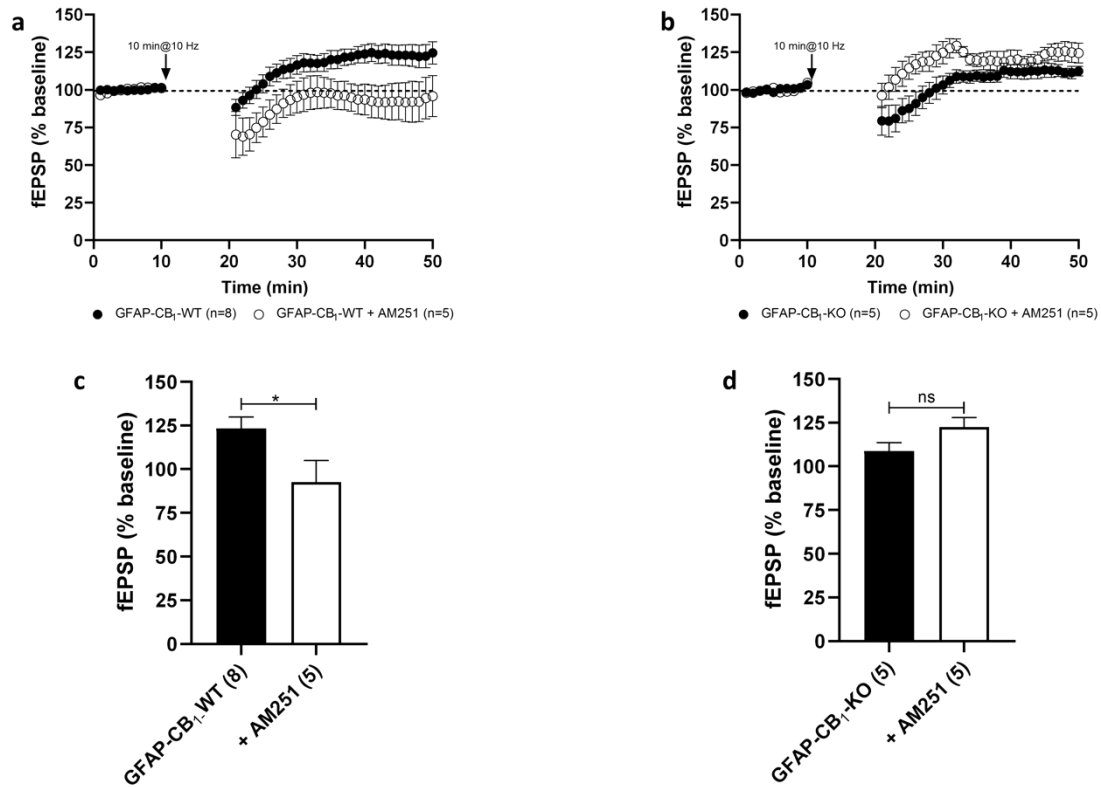 a
150
125
100
75
50
25
0
fEPSP (% baseline)
10 min@10 Hz
0 10 20 30 40 50
Time (min)
GFAP-CB₁-WT (n=8) GFAP-CB₁-WT + AM251 (n=5)
b
150
125
100
75
50
25
0
fEPSP (% baseline)
10 min@10 Hz
0 10 20 30 40 50
Time (min)
GFAP-CB₁-KO (n=5) GFAP-CB₁-KO + AM251 (n=5)
c
150
125
100
75
50
25
0
fEPSP (% baseline)
*
GFAP-CB₁-WT (8)
+ AM251 (5)
d
150
125
100
75
50
25
0
fEPSP (% baseline)
ns
GFAP-CB₁-KO (5)
+ AM251 (5)